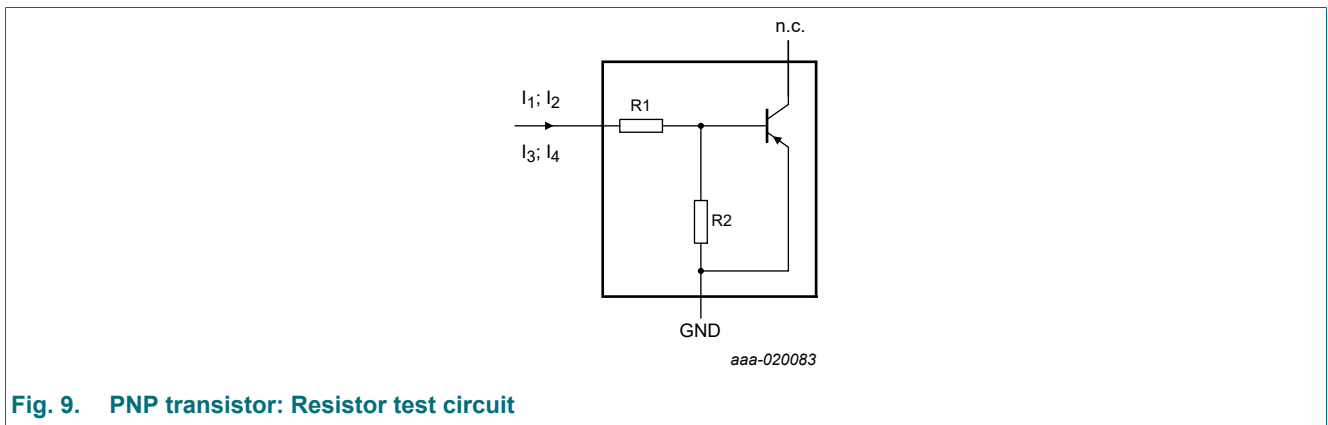 n.c.
I1; I2
R1
I3; I4
R2
GND
aaa-020083
Fig. 9. PNP transistor: Resistor test circuit